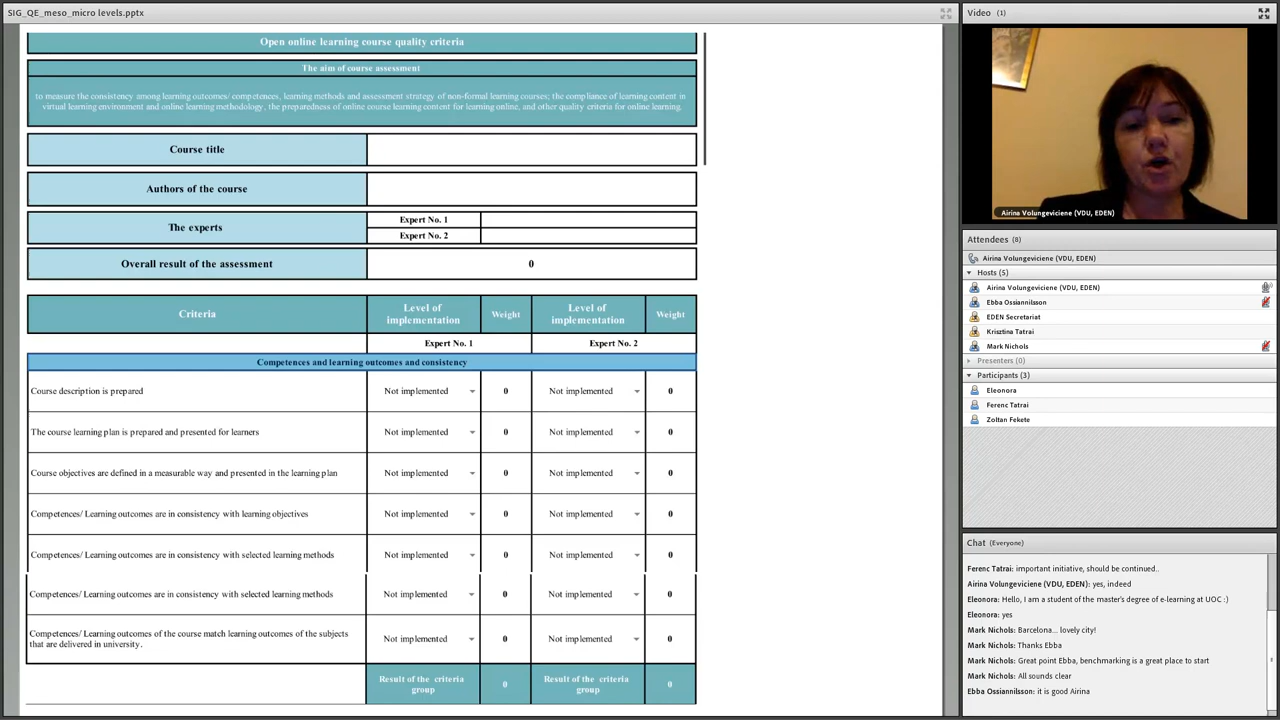 SIG_QE_meso_micro levels.pptx
Open online learning course quality criteria
The aim of course assessment
to measure the consistency among learning outcomes/ competences, learning methods and assessment strategy of non-formal learning courses; the compliance of learning content in
virtual learning environment and online learning methodology, the preparedness of online course learning content for learning online, and other quality criteria for online learning.
Course title
Authors of the course
The experts
Expert No. 1
Expert No. 2
Overall result of the assessment
0
Criteria
Level of
implementation
Weight
Level of
implementation
Weight
Expert No. 1
Expert No. 2
Competences and learning outcomes and consistency
Course description is prepared
Not implemented
0
Not implemented
0
The course learning plan is prepared and presented for learners
Not implemented
0
Not implemented
0
Course objectives are defined in a measurable way and presented in the learning plan
Not implemented
0
Not implemented
0
Competences/ Learning outcomes are in consistency with learning objectives
Not implemented
0
Not implemented
0
Competences/ Learning outcomes are in consistency with selected learning methods
Not implemented
0
Not implemented
0
Competences/ Learning outcomes are in consistency with selected learning methods
Not implemented
0
Not implemented
0
Competences/ Learning outcomes of the course match learning outcomes of the subjects
that are delivered in university.
Not implemented
0
Not implemented
0
Result of the criteria
group
0
Result of the criteria
group
0
Video (1)
Airina Volungeviciene (VDU, EDEN)
Attendees (8)
Airina Volungeviciene (VDU, EDEN)
Hosts (5)
Airina Volungeviciene (VDU, EDEN)
Ebba Ossiannilsson
EDEN Secretariat
Krisztina Tatrai
Mark Nichols
Presenters (0)
Participants (3)
Eleonora
Ferenc Tatrai
Zoltan Fekete
Chat (Everyone)
Ferenc Tatrai: important initiative, should be continued..
Airina Volungeviciene (VDU, EDEN): yes, indeed
Eleonora: Hello, I am a student of the master's degree of e-learning at UOC :)
Eleonora: yes
Mark Nichols: Barcelona... lovely city!
Mark Nichols: Thanks Ebba
Mark Nichols: Great point Ebba, benchmarking is a great place to start
Mark Nichols: All sounds clear
Ebba Ossiannilsson: it is good Airina